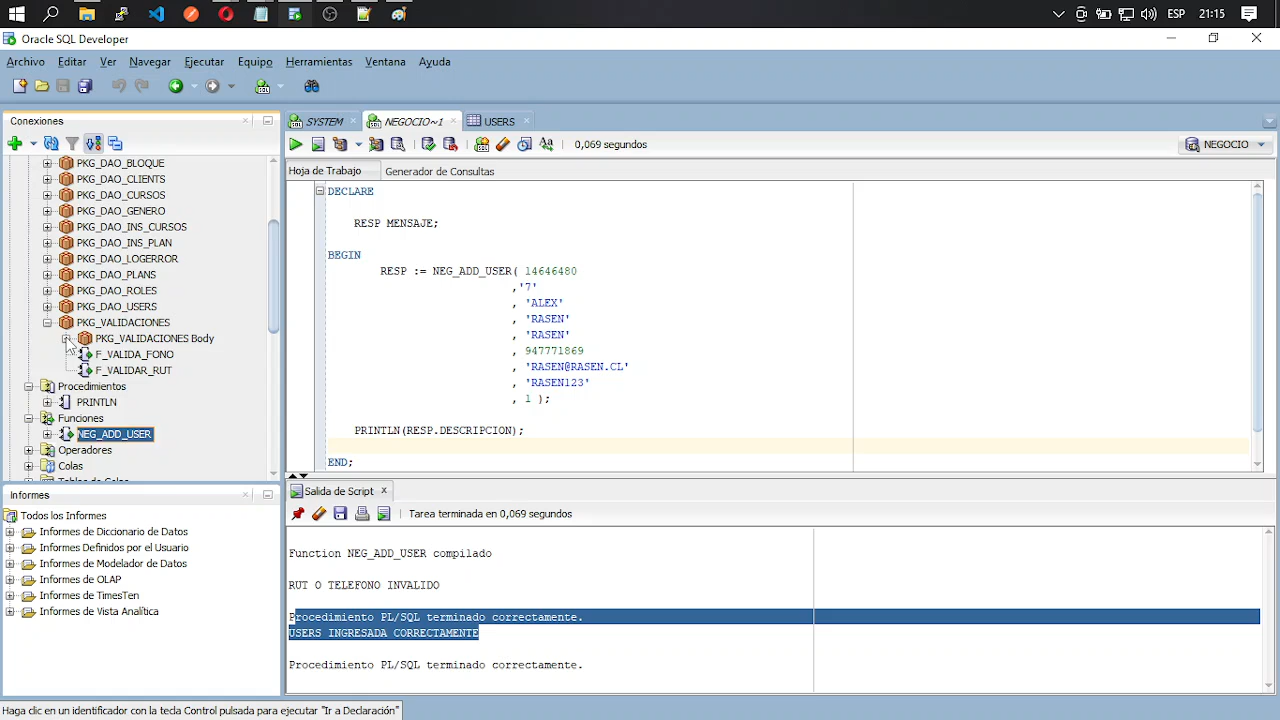 ESP
21:15
Oracle SQL Developer
Archivo Editar Ver Navegar Ejecutar Equipo Herramientas Ventana Ayuda
Conexiones
PKG_DAO_BLOQUE
PKG_DAO_CLIENTS
PKG_DAO_CURSOS
PKG_DAO_GENERO
PKG_DAO_INS_CURSOS
PKG_DAO_INS_PLAN
PKG_DAO_LOGERROR
PKG_DAO_PLANS
PKG_DAO_ROLES
PKG_DAO_USERS
PKG_VALIDACIONES
PKG_VALIDACIONES Body
F_VALIDA_FONO
F_VALIDAR_RUT
Procedimientos
PRINTLN
Funciones
NEG_ADD_USER
Operadores
Colas
Tablas de Colas
Informes
Todos los Informes
Informes de Diccionario de Datos
Informes Definidos por el Usuario
Informes de Modelador de Datos
Informes de OLAP
Informes de TimesTen
Informes de Vista Analítica
SYSTEM
NEGOCIO~1
USERS
0,069 segundos
NEGOCIO
Hoja de Trabajo
Generador de Consultas
DECLARE
RESP MENSAJE;
BEGIN
RESP := NEG_ADD_USER( 14646480
,'7'
, 'ALEX'
, 'RASEN'
, 'RASEN'
, 947771869
, 'RASEN@RASEN.CL'
, 'RASEN123'
, 1 );
PRINTLN(RESP.DESCRIPCION);
END;
Salida de Script
Tarea terminada en 0,069 segundos
Function NEG_ADD_USER compilado
RUT O TELEFONO INVALIDO
Procedimiento PL/SQL terminado correctamente.
USERS INGRESADA CORRECTAMENTE
Procedimiento PL/SQL terminado correctamente.
Haga clic en un identificador con la tecla Control pulsada para ejecutar "Ir a Declaración"